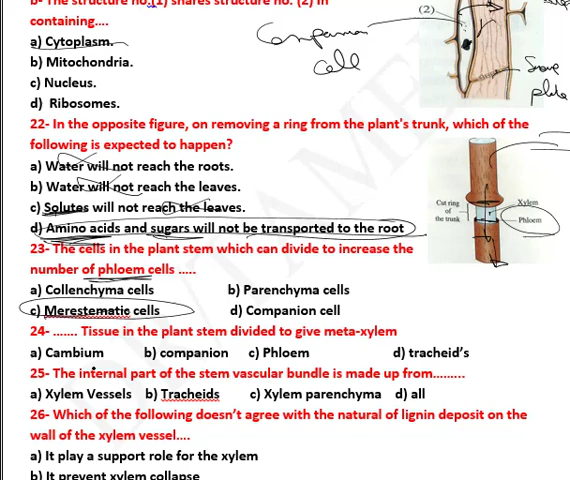 b- The structure no.(1) shares structure no. (2) in
containing....
a) Cytoplasm.
b) Mitochondria.
c) Nucleus.
d) Ribosomes.
(2)
Companion
cell
plate
22- In the opposite figure, on removing a ring from the plant's trunk, which of the
following is expected to happen?
a) Water will not reach the roots.
b) Water will not reach the leaves.
c) Solutes will not reach the leaves.
d) Amino acids and sugars will not be transported to the root
Cut ring
of
the trunk
Xylem
Phloem
23- The cells in the plant stem which can divide to increase the
number of phloem cells .....
a) Collenchyma cells b) Parenchyma cells
c) Merestematic cells d) Companion cell
24- ....... Tissue in the plant stem divided to give meta-xylem
a) Cambium b) companion c) Phloem d) tracheid's
25- The internal part of the stem vascular bundle is made up from.........
a) Xylem Vessels b) Tracheids c) Xylem parenchyma d) all
26- Which of the following doesn't agree with the natural of lignin deposit on the
wall of the xylem vessel....
a) It play a support role for the xylem
b) It prevent xylem collapse